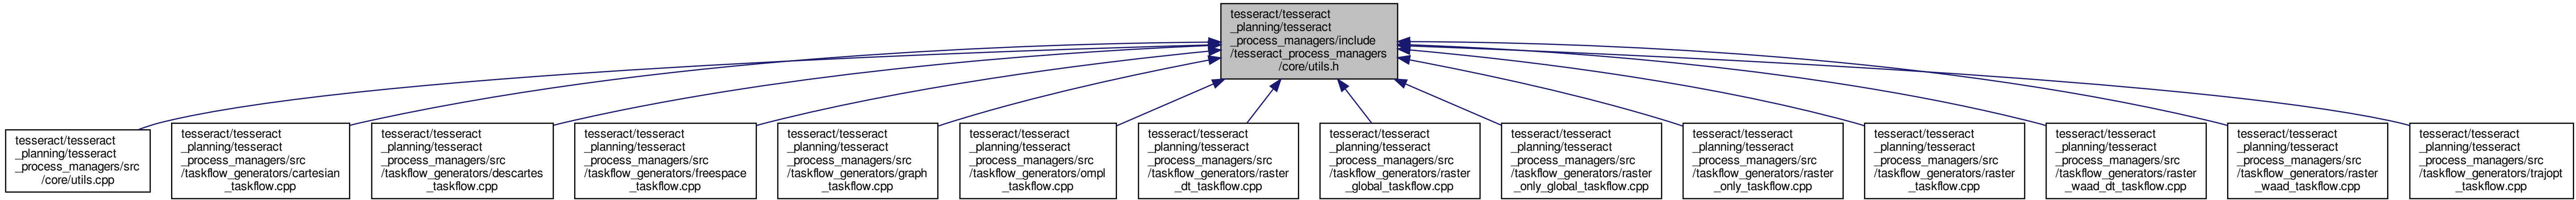 tesseract/tesseract
_planning/tesseract
_process_managers/include
/tesseract_process_managers
/core/utils.h
tesseract/tesseract
_planning/tesseract
_process_managers/src
/core/utils.cpp
tesseract/tesseract
_planning/tesseract
_process_managers/src
/taskflow_generators/cartesian
_taskflow.cpp
tesseract/tesseract
_planning/tesseract
_process_managers/src
/taskflow_generators/descartes
_taskflow.cpp
tesseract/tesseract
_planning/tesseract
_process_managers/src
/taskflow_generators/freespace
_taskflow.cpp
tesseract/tesseract
_planning/tesseract
_process_managers/src
/taskflow_generators/graph
_taskflow.cpp
tesseract/tesseract
_planning/tesseract
_process_managers/src
/taskflow_generators/ompl
_taskflow.cpp
tesseract/tesseract
_planning/tesseract
_process_managers/src
/taskflow_generators/raster
_dt_taskflow.cpp
tesseract/tesseract
_planning/tesseract
_process_managers/src
/taskflow_generators/raster
_global_taskflow.cpp
tesseract/tesseract
_planning/tesseract
_process_managers/src
/taskflow_generators/raster
_only_global_taskflow.cpp
tesseract/tesseract
_planning/tesseract
_process_managers/src
/taskflow_generators/raster
_only_taskflow.cpp
tesseract/tesseract
_planning/tesseract
_process_managers/src
/taskflow_generators/raster
_taskflow.cpp
tesseract/tesseract
_planning/tesseract
_process_managers/src
/taskflow_generators/raster
_waad_dt_taskflow.cpp
tesseract/tesseract
_planning/tesseract
_process_managers/src
/taskflow_generators/raster
_waad_taskflow.cpp
tesseract/tesseract
_planning/tesseract
_process_managers/src
/taskflow_generators/trajopt
_taskflow.cpp